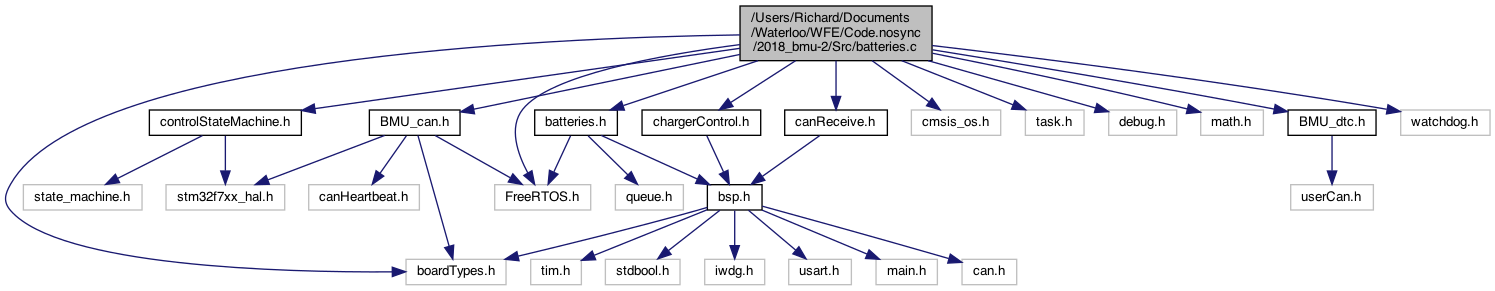 /Users/Richard/Documents
/Waterloo/WFE/Code.nosync
/2018_bmu-2/Src/batteries.c
controlStateMachine.h
BMU_can.h
batteries.h
chargerControl.h
canReceive.h
cmsis_os.h
task.h
debug.h
math.h
BMU_dtc.h
watchdog.h
state_machine.h
stm32f7xx_hal.h
canHeartbeat.h
FreeRTOS.h
queue.h
bsp.h
userCan.h
boardTypes.h
tim.h
stdbool.h
iwdg.h
usart.h
main.h
can.h